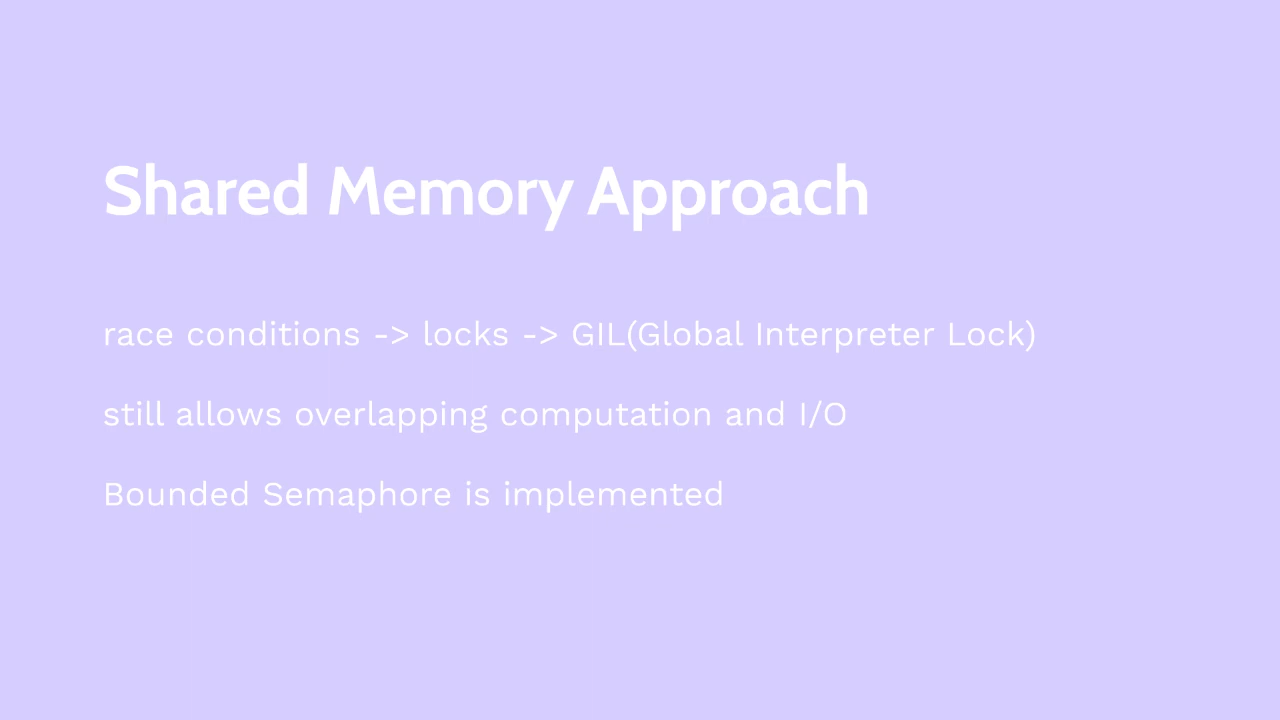 Shared Memory Approach
race conditions -> locks -> GIL(Global Interpreter Lock)
still allows overlapping computation and I/O
Bounded Semaphore is implemented